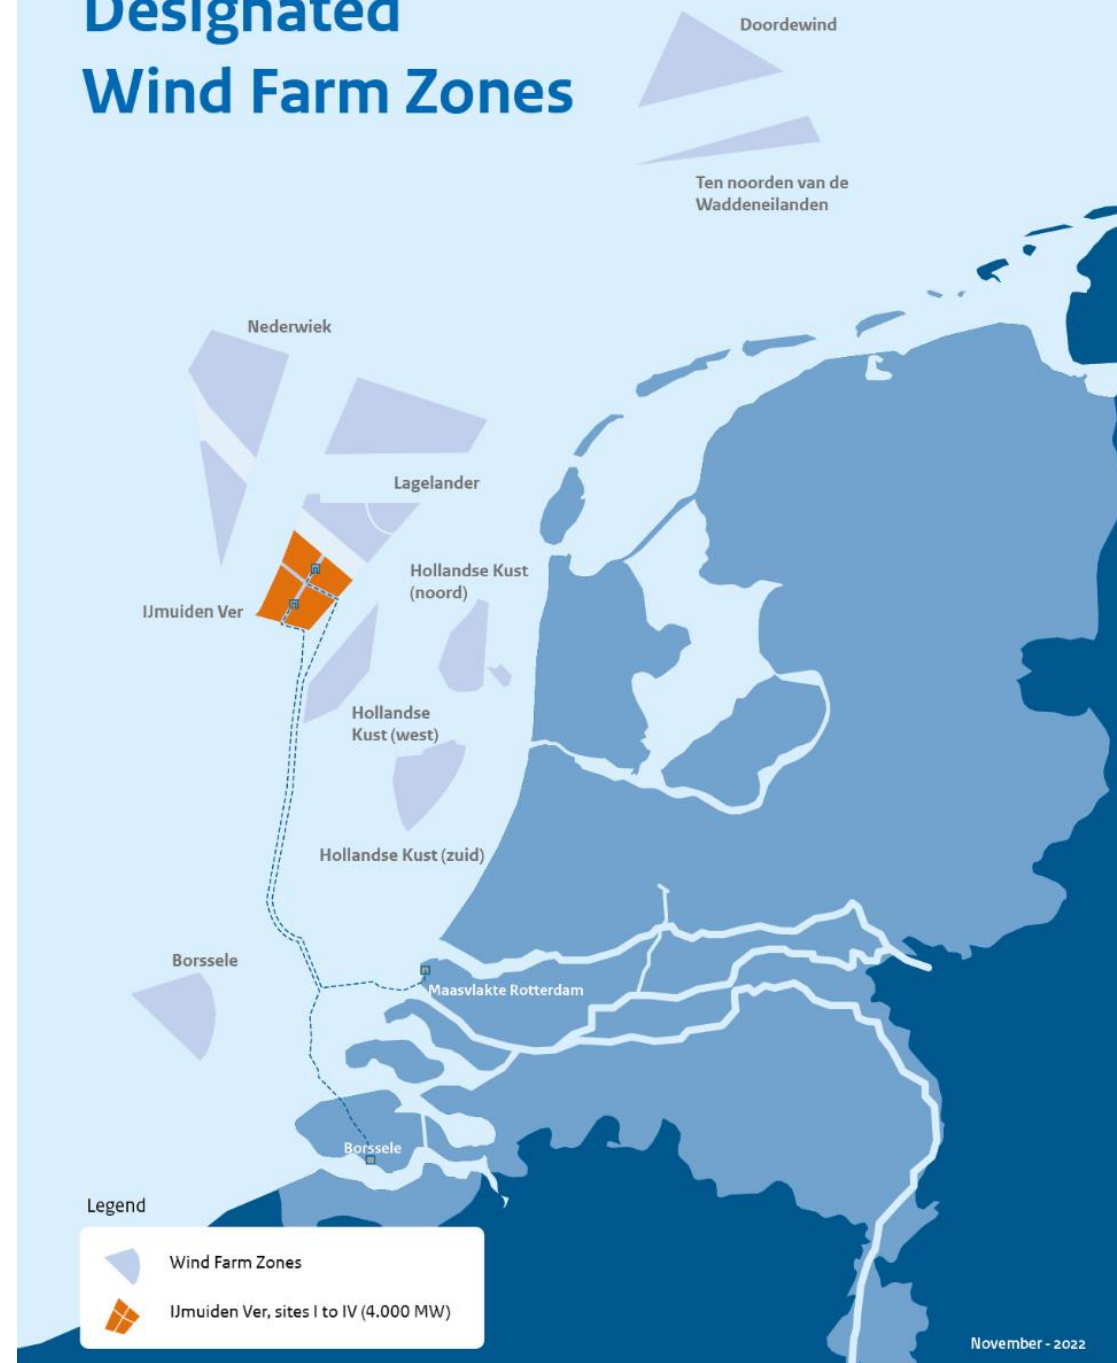 Designated
Wind Farm Zones
Doordewind
Ten noorden van de
Waddeneilanden
Nederwiek
Lagelander
Hollandse Kust
(noord)
IJmuiden Ver
Hollandse
Kust (west)
Hollandse Kust (zuid)
Borssele
Maasvlakte Rotterdam
Borssele
Legend
Wind Farm Zones
IJmuiden Ver, sites I to IV (4.000 MW)
November - 2022